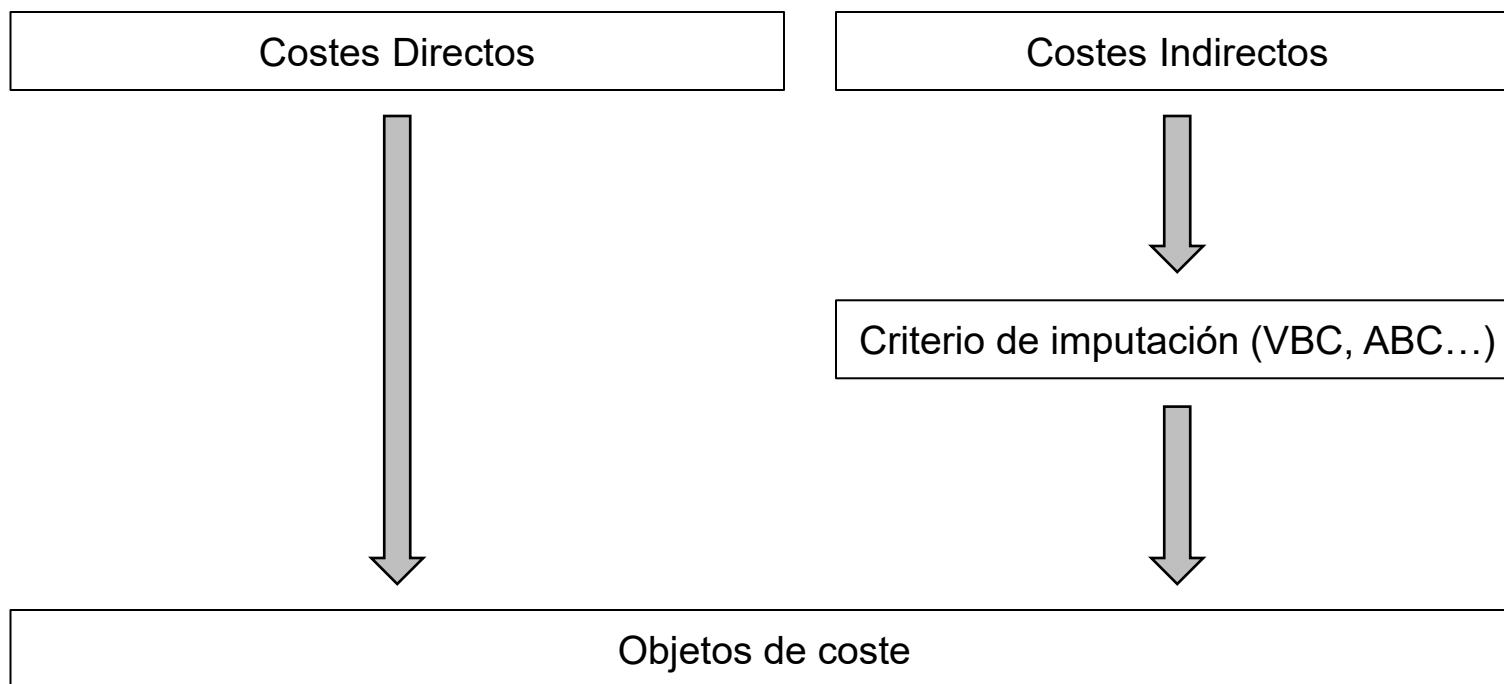 Costes Directos
Costes Indirectos
Criterio de imputación (VBC, ABC…)
Objetos de coste